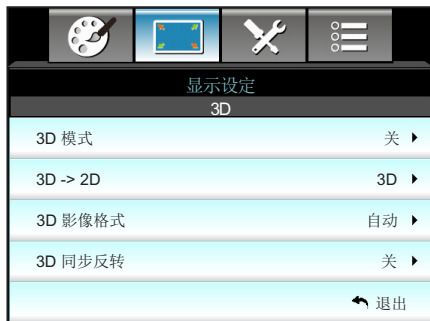 显示设定
3D
3D 模式 关
3D -> 2D 3D
3D 影像格式 自动
3D 同步反转 关
退出